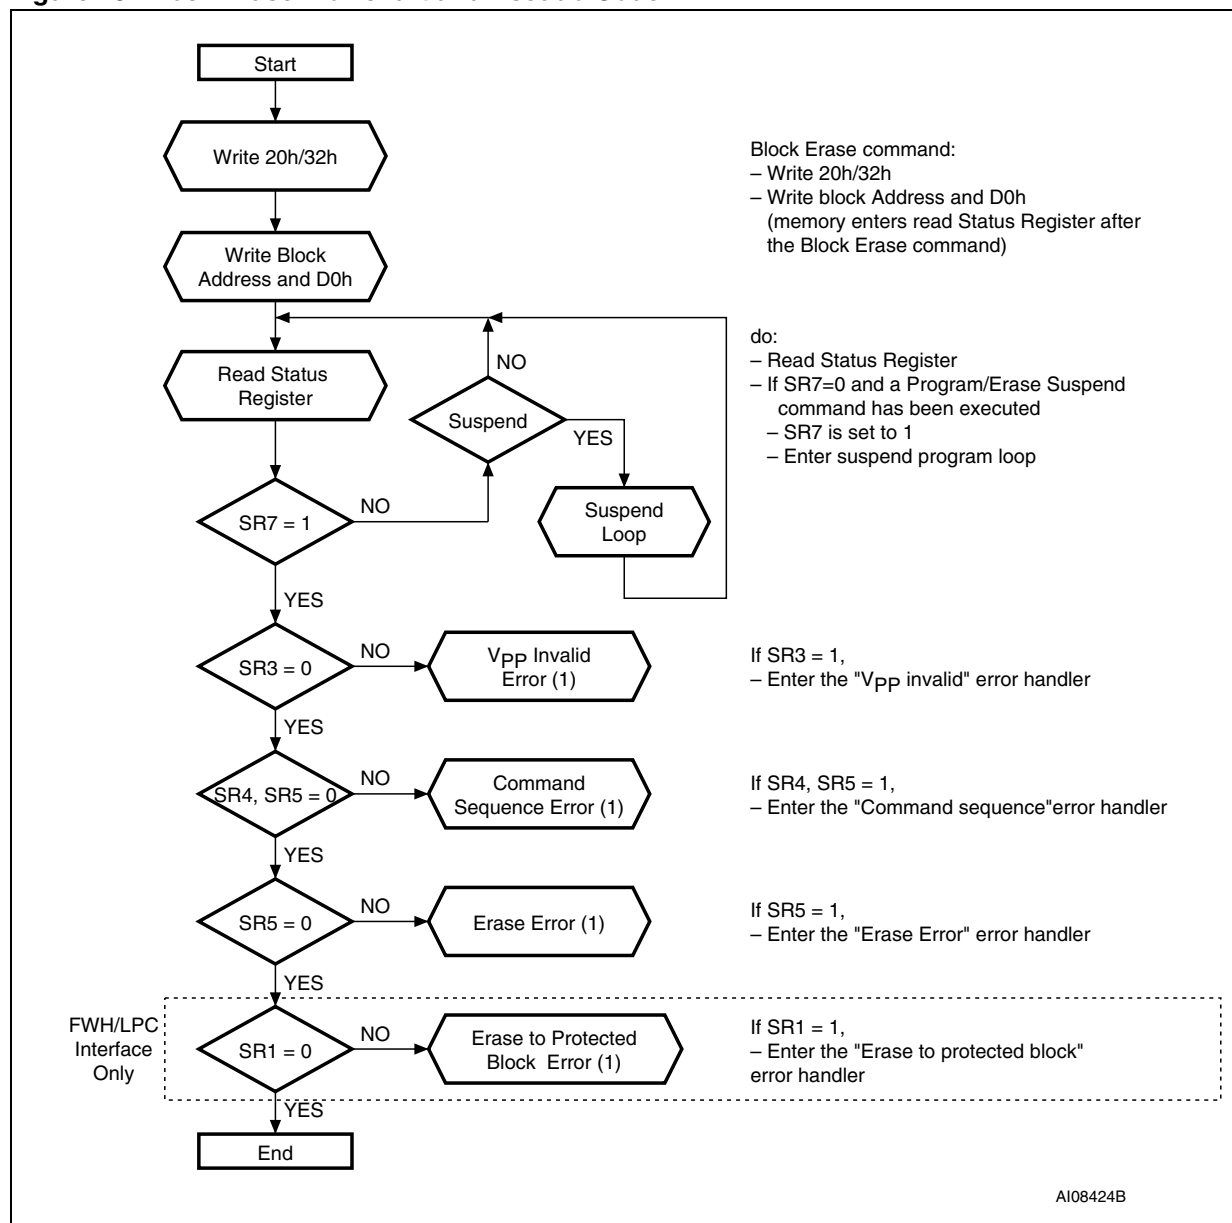 Start
Write 20h/32h
Block Erase command:
– Write 20h/32h
– Write block Address and D0h
(memory enters read Status Register after
the Block Erase command)
Write Block
Address and D0h
do:
– Read Status Register
– If SR7=0 and a Program/Erase Suspend
command has been executed
– SR7 is set to 1
– Enter suspend program loop
Read Status
Register
NO
Suspend
YES
Suspend
Loop
SR7 = 1
NO
YES
SR3 = 0
NO
VPP Invalid
Error (1)
If SR3 = 1,
– Enter the "VPP invalid" error handler
YES
SR4, SR5 = 0
NO
Command
Sequence Error (1)
If SR4, SR5 = 1,
– Enter the "Command sequence"error handler
YES
SR5 = 0
NO
Erase Error (1)
If SR5 = 1,
– Enter the "Erase Error" error handler
YES
FWH/LPC
Interface
Only
SR1 = 0
NO
Erase to Protected
Block Error (1)
If SR1 = 1,
– Enter the "Erase to protected block"
error handler
YES
End
AI08424B